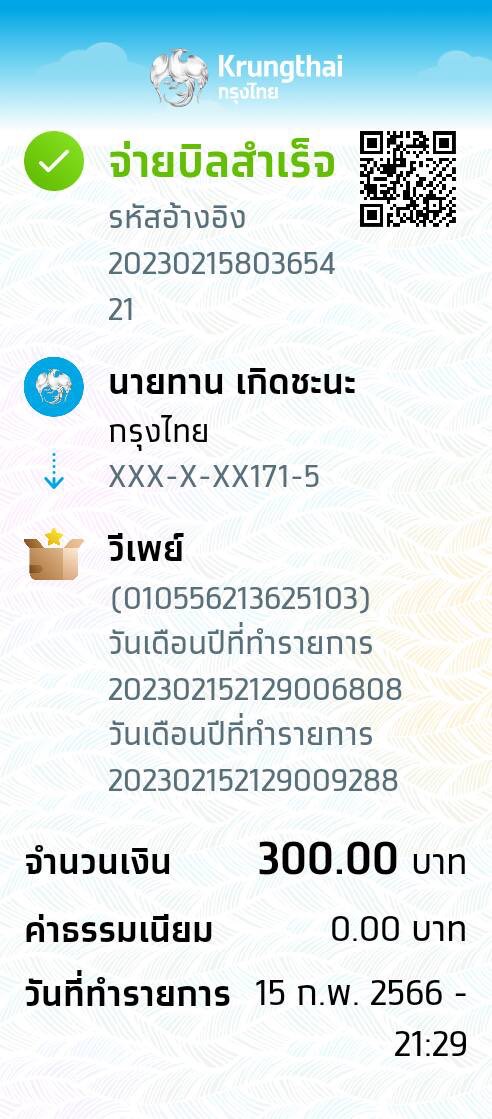 Krungthai
กรุงไทย
จ่ายบิลสำเร็จ
รหัสอ้างอิง
20230215803654
21
นายทาน เกิดชะนะ
กรุงไทย
XXX-X-XX171-5
วีเพย์
(010556213625103)
วันเดือนปีที่ทำรายการ
202302152129006808
วันเดือนปีที่ทำรายการ
202302152129009288
จำนวนเงิน 300.00 บาท
ค่าธรรมเนียม 0.00 บาท
วันที่ทำรายการ 15 ก.พ. 2566 -
21:29